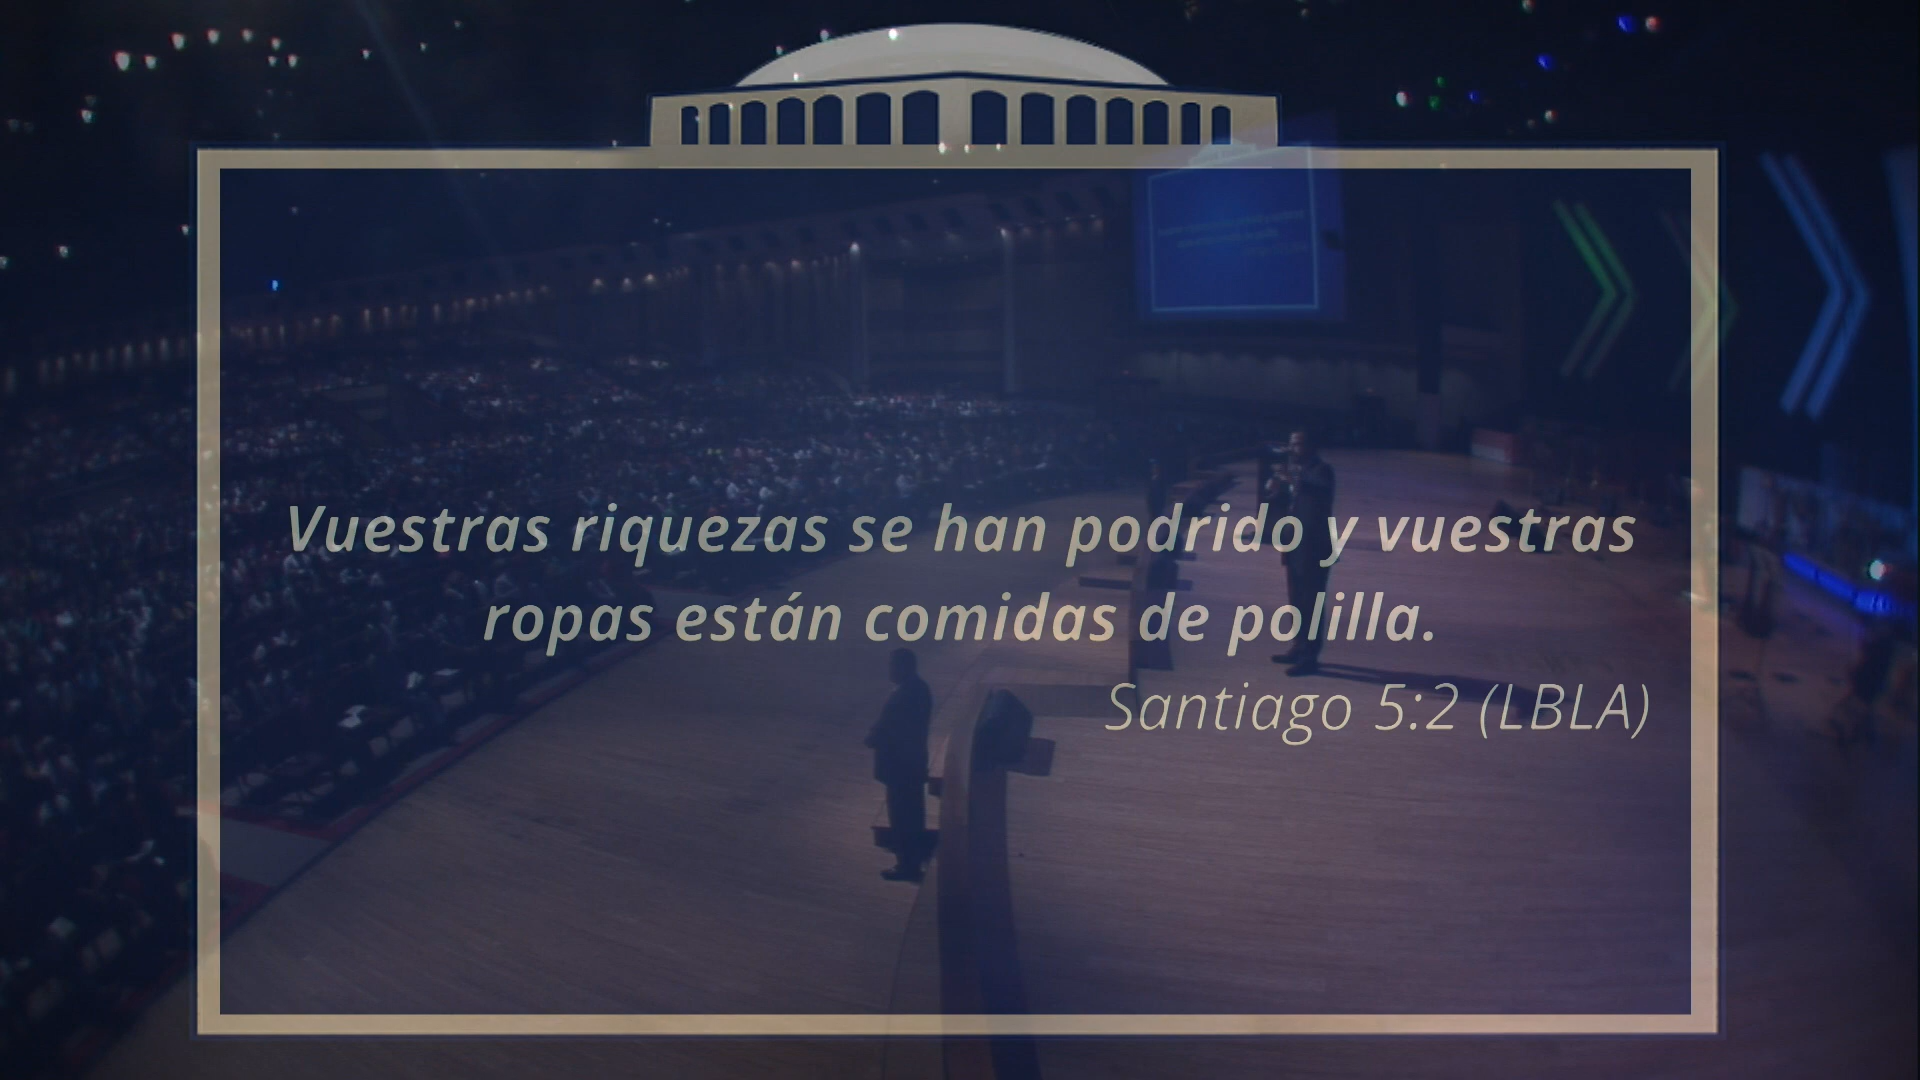 Vuestras riquezas se han podrido y vuestras
ropas están comidas de polilla.
Santiago 5:2 (LBLA)